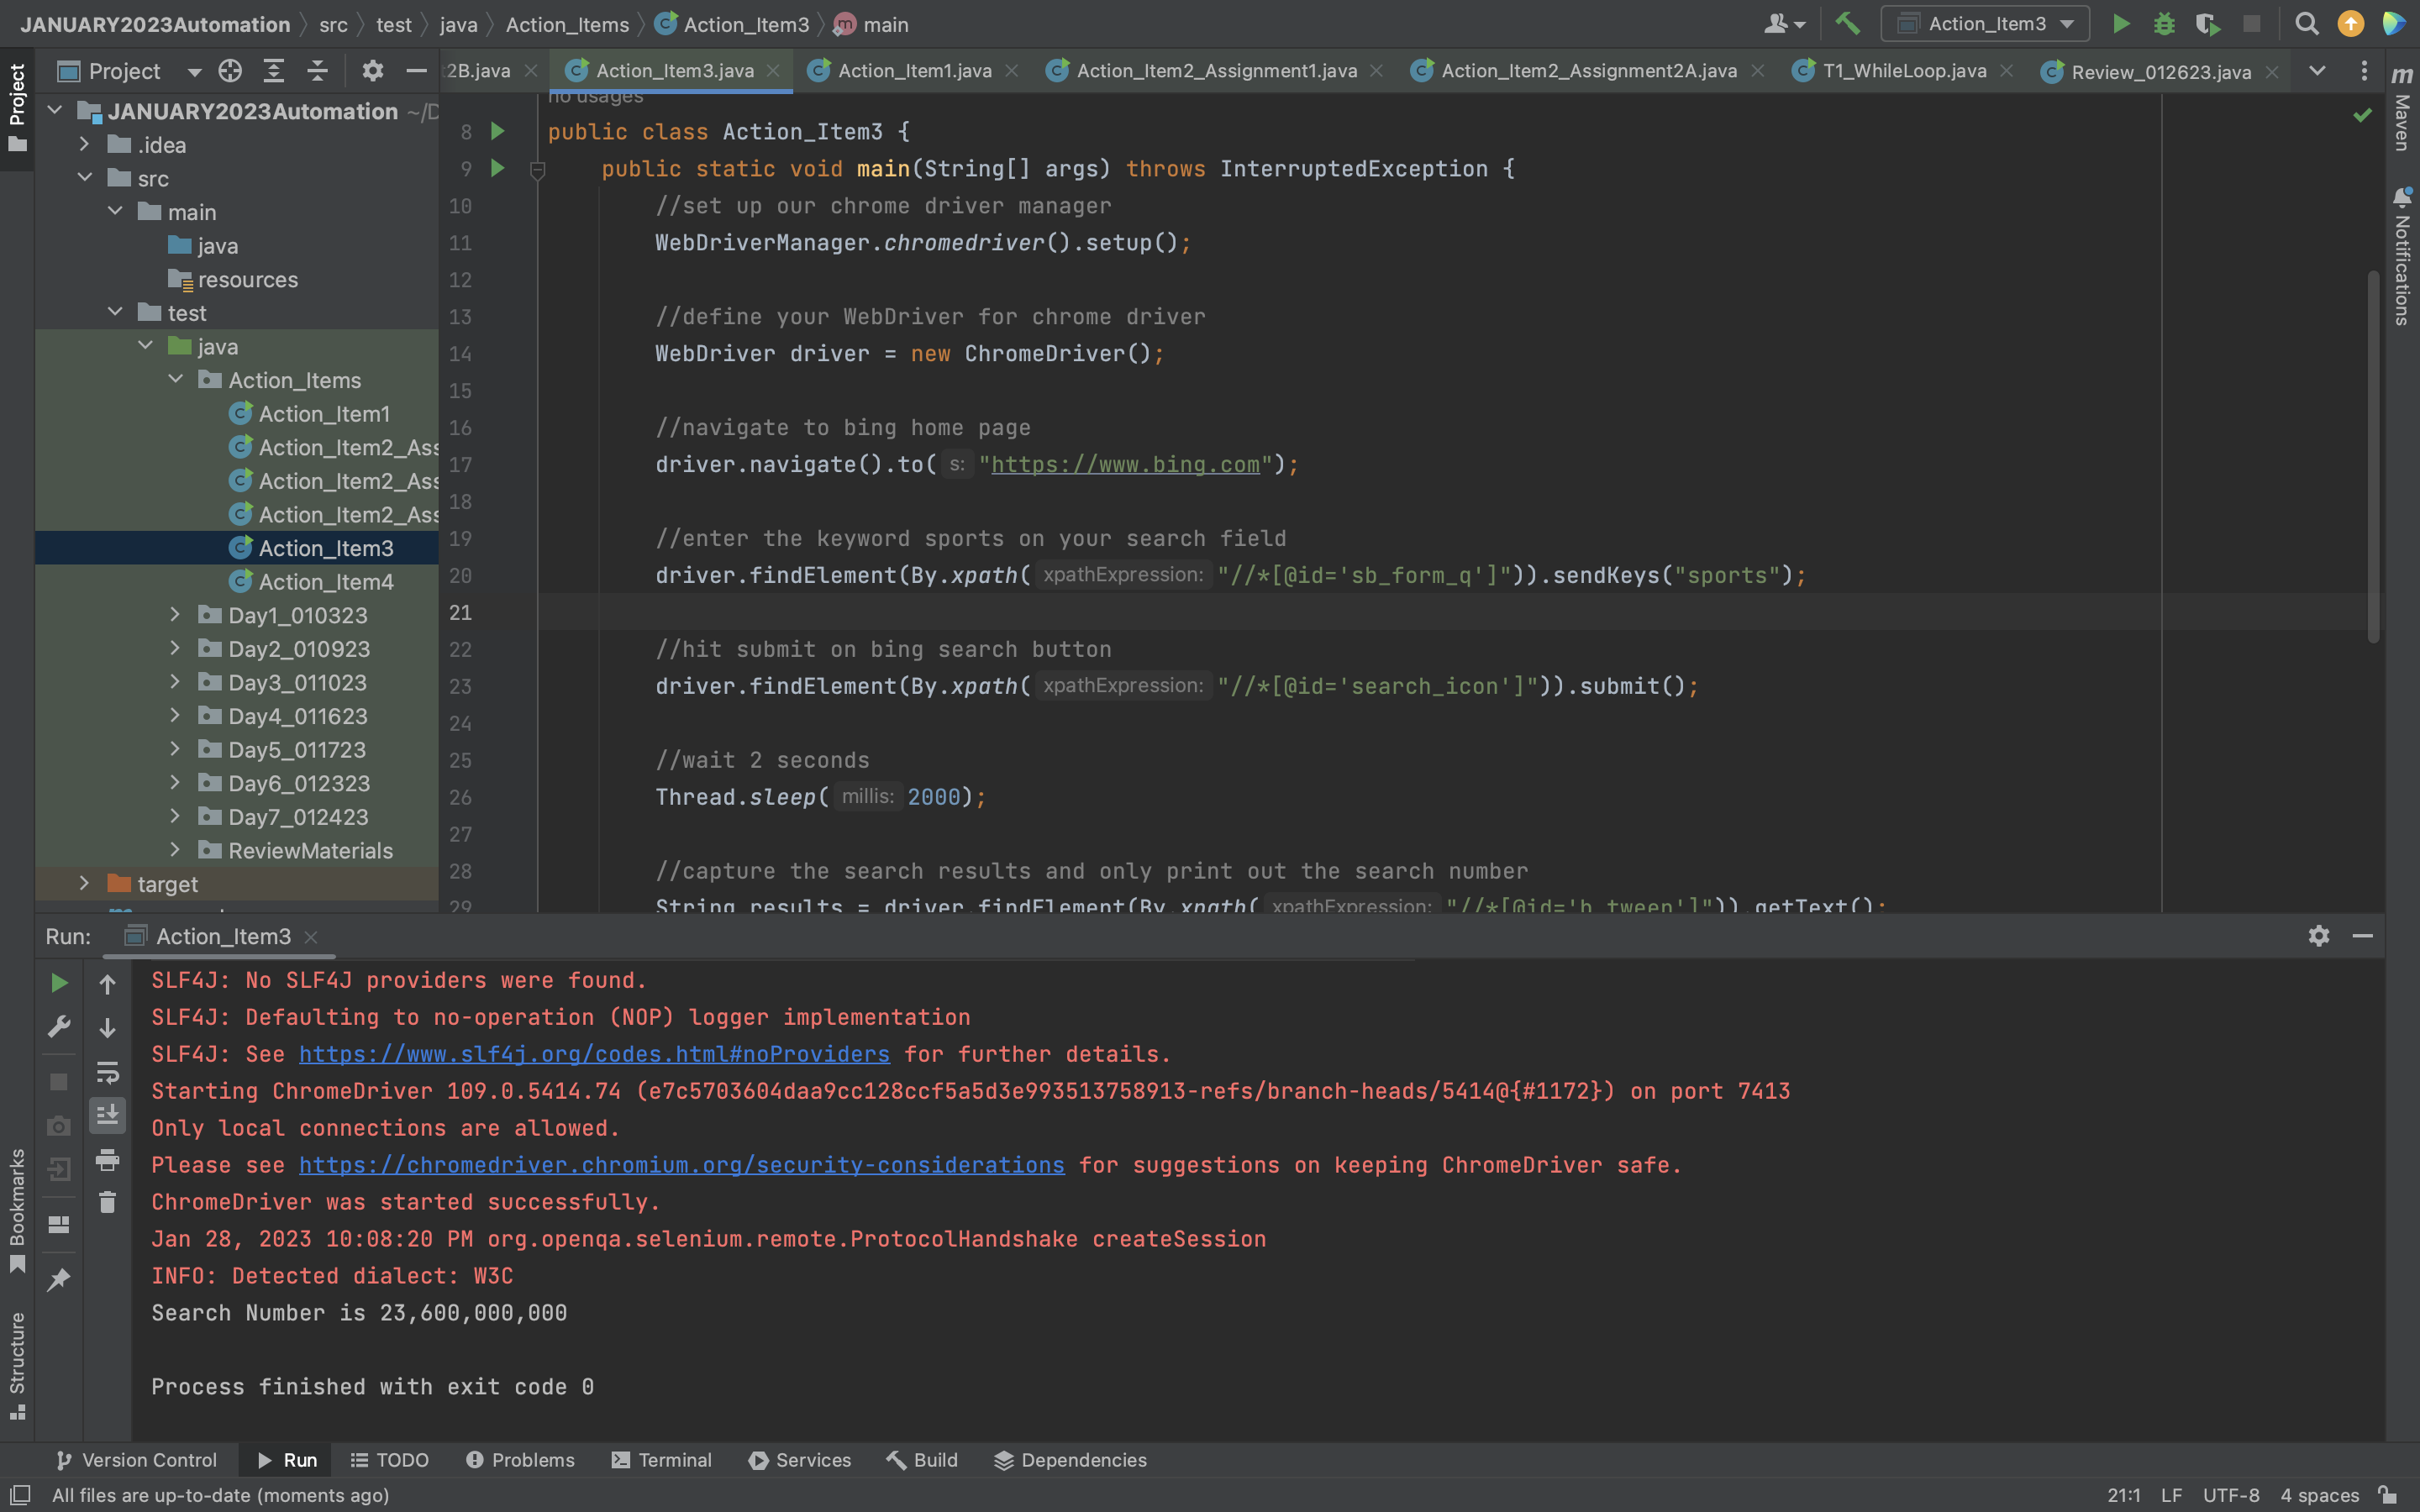 JANUARY2023Automation src test java Action_Items Action_Item3 main Action_Item3
Project 2B.java Action_Item3.java Action_Item1.java Action_Item2_Assignment1.java Action_Item2_Assignment2A.java T1_WhileLoop.java Review_012623.java
Project
Maven
Notifications
JANUARY2023Automation ~/D
.idea
src
main
java
resources
test
java
Action_Items
Action_Item1
Action_Item2_Ass
Action_Item2_Ass
Action_Item2_Ass
Action_Item3
Action_Item4
Day1_010323
Day2_010923
Day3_011023
Day4_011623
Day5_011723
Day6_012323
Day7_012423
ReviewMaterials
target
no usages
8 public class Action_Item3 {
9 public static void main(String[] args) throws InterruptedException {
10 //set up our chrome driver manager
11 WebDriverManager.chromedriver().setup();
12
13 //define your WebDriver for chrome driver
14 WebDriver driver = new ChromeDriver();
15
16 //navigate to bing home page
17 driver.navigate().to( s: "https://www.bing.com");
18
19 //enter the keyword sports on your search field
20 driver.findElement(By.xpath( xpathExpression: "//*[@id='sb_form_q']")).sendKeys("sports");
21
22 //hit submit on bing search button
23 driver.findElement(By.xpath( xpathExpression: "//*[@id='search_icon']")).submit();
24
25 //wait 2 seconds
26 Thread.sleep( millis: 2000);
27
28 //capture the search results and only print out the search number
29 String results = driver.findElement(By.xpath( xpathExpression: "//*[@id='b_tween']")).getText();
Run: Action_Item3
SLF4J: No SLF4J providers were found.
SLF4J: Defaulting to no-operation (NOP) logger implementation
SLF4J: See https://www.slf4j.org/codes.html#noProviders for further details.
Starting ChromeDriver 109.0.5414.74 (e7c5703604daa9cc128ccf5a5d3e993513758913-refs/branch-heads/5414@{#1172}) on port 7413
Only local connections are allowed.
Please see https://chromedriver.chromium.org/security-considerations for suggestions on keeping ChromeDriver safe.
ChromeDriver was started successfully.
Jan 28, 2023 10:08:20 PM org.openqa.selenium.remote.ProtocolHandshake createSession
INFO: Detected dialect: W3C
Search Number is 23,600,000,000
Process finished with exit code 0
Bookmarks
Structure
Version Control Run TODO Problems Terminal Services Build Dependencies
All files are up-to-date (moments ago) 21:1 LF UTF-8 4 spaces